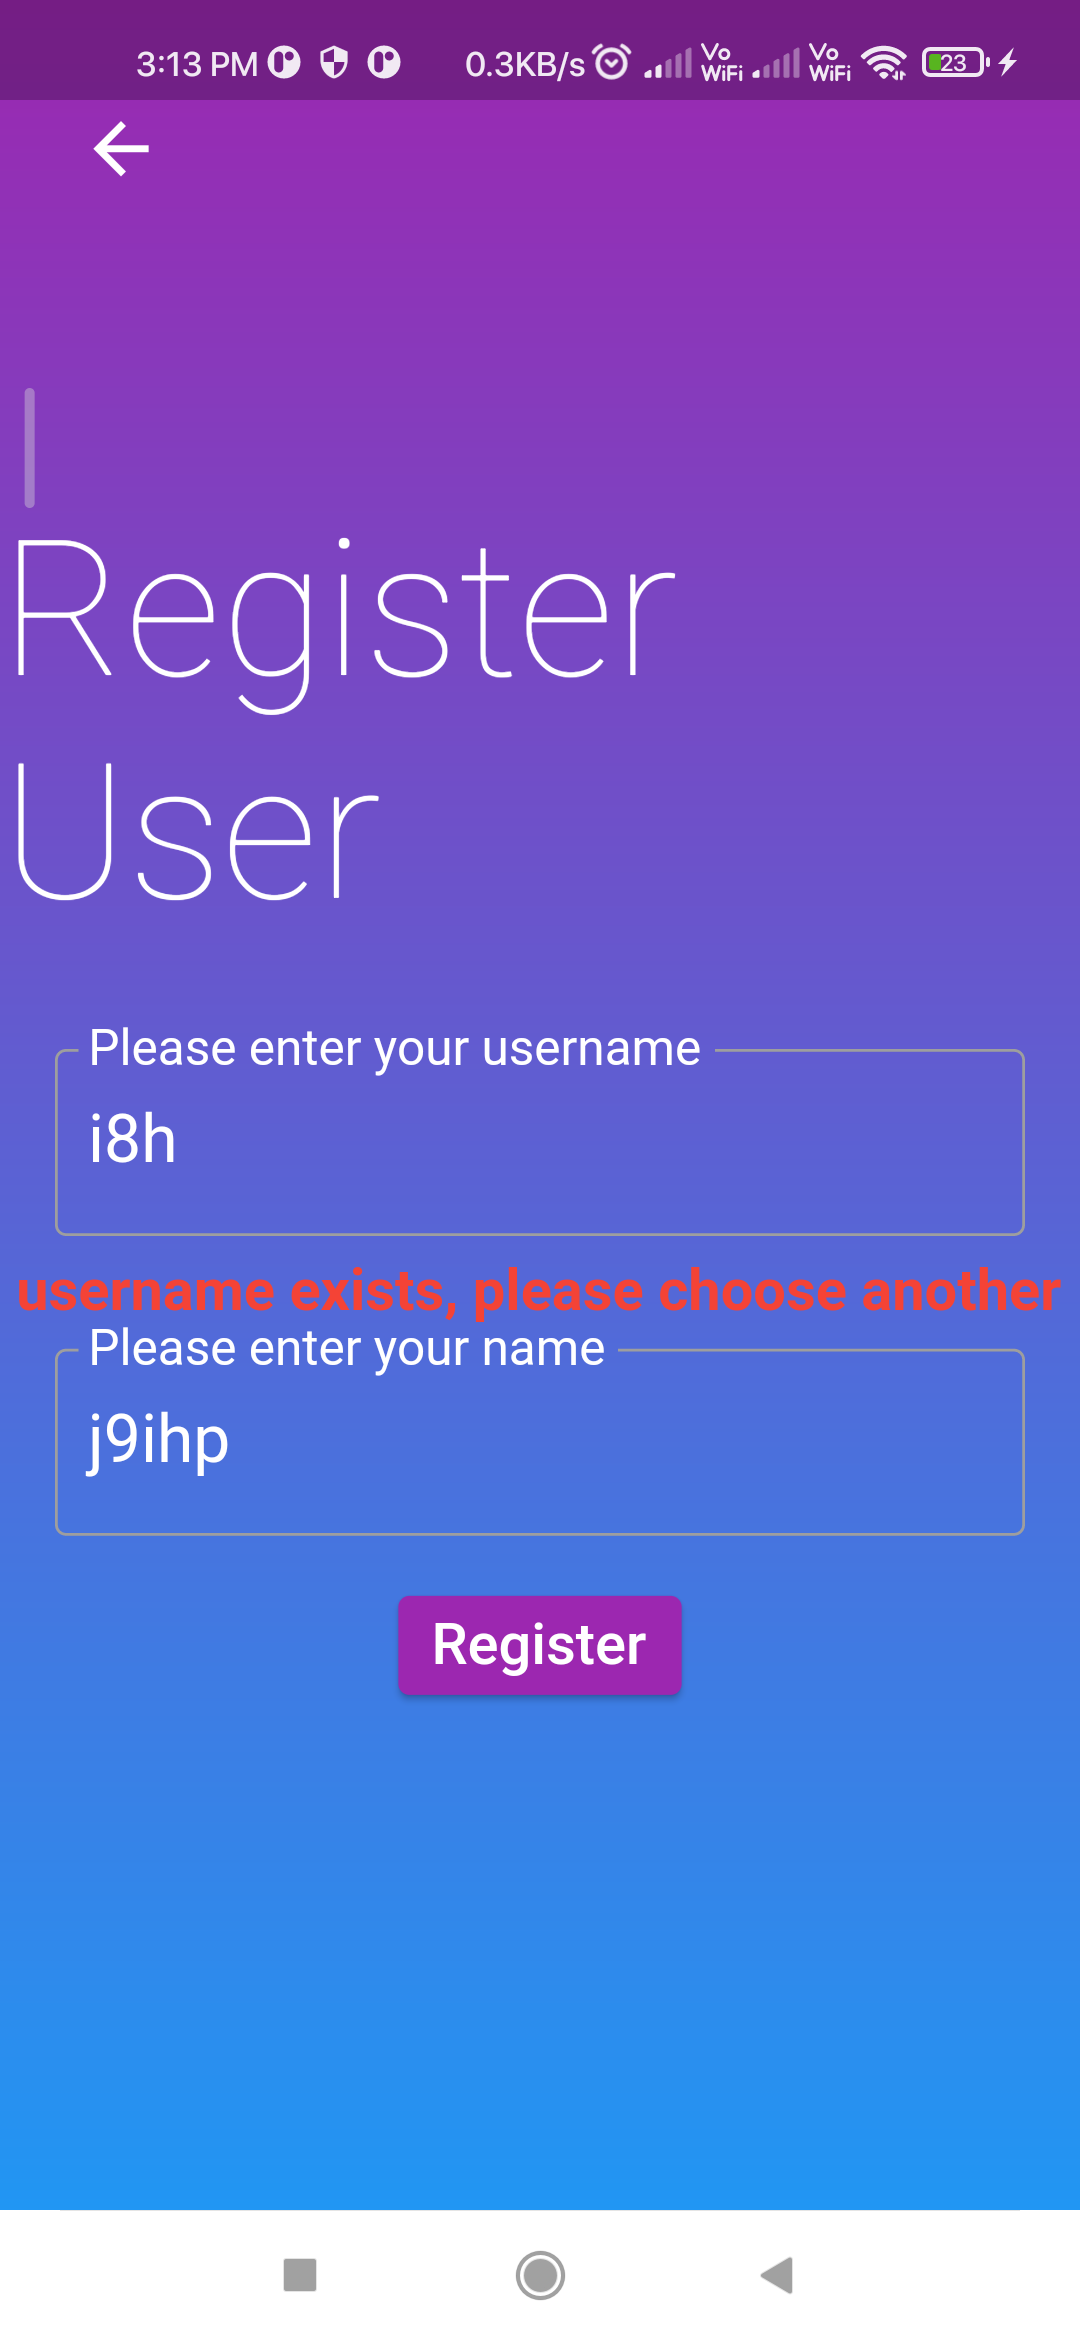 3:13 PM 0.3KB/s Vo WiFi Vo WiFi 23
Register
User
Please enter your username
i8h
username exists, please choose another
Please enter your name
j9ihp
Register